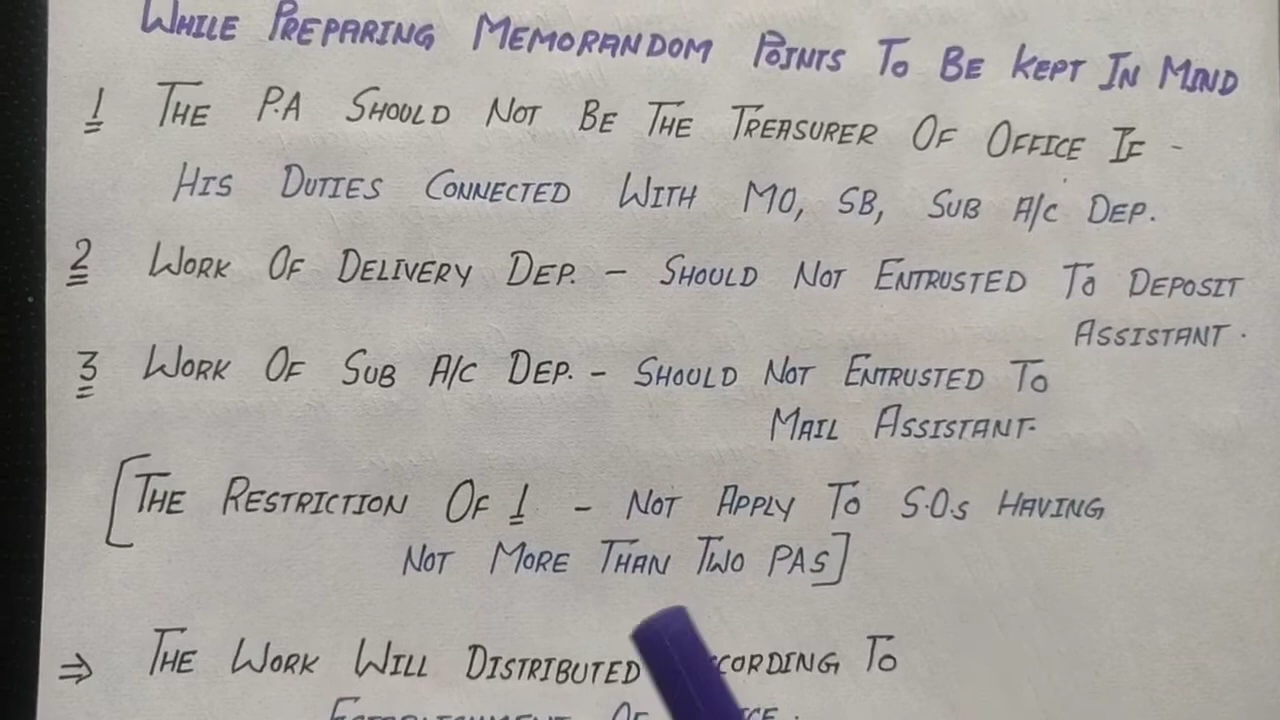 WHILE PREPARING MEMORANDOM POINTS TO BE KEPT IN MIND
1 THE P.A SHOULD NOT BE THE TREASURER OF OFFICE IF -
HIS DUTIES CONNECTED WITH MO, SB, SUB A/C DEP.
2 WORK OF DELIVERY DEP. - SHOULD NOT ENTRUSTED TO DEPOSIT
ASSISTANT.
3 WORK OF SUB A/C DEP. - SHOULD NOT ENTRUSTED TO
MAIL ASSISTANT.
[THE RESTRICTION OF 1 - NOT APPLY TO S.O.s HAVING
NOT MORE THAN TWO PAS]
⇒ THE WORK WILL DISTRIBUTED TO
OF